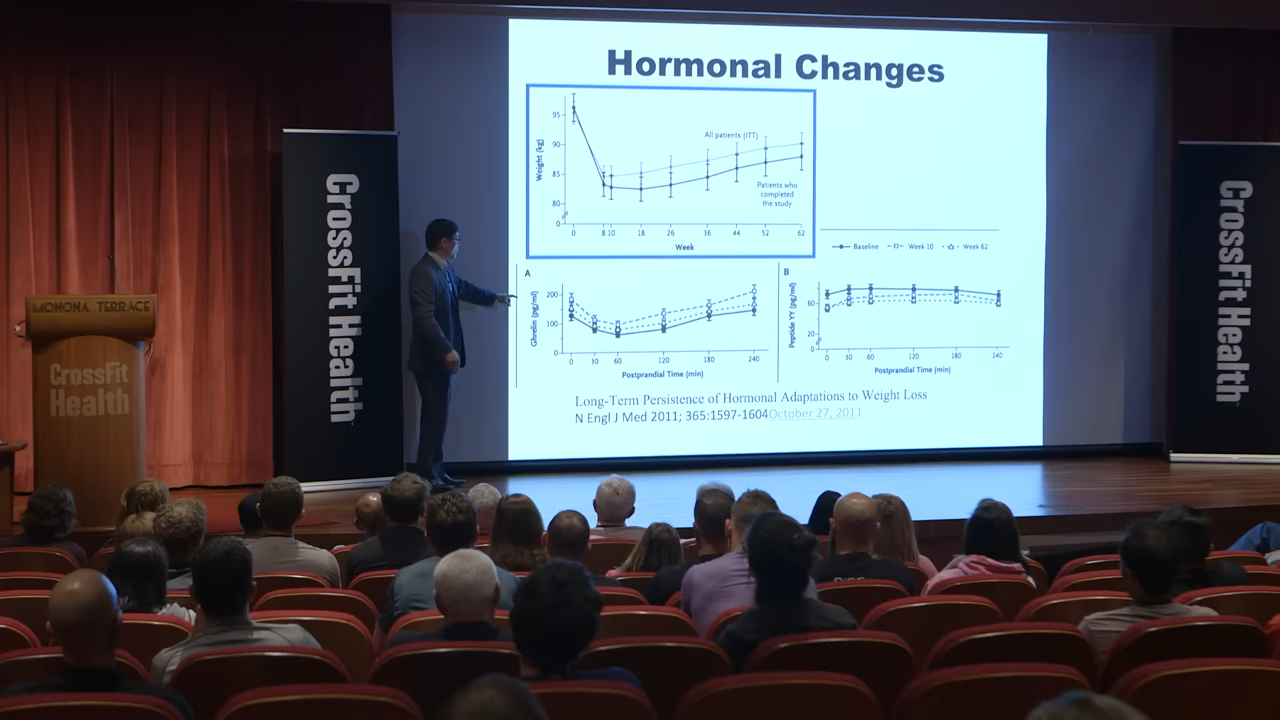 Hormonal Changes
95
90
85
80
0
Weight (kg)
All patients (ITT)
Patients who
completed
the study
0 8 10 18 26 36 44 52 62
Week
Baseline Week 10 Week 62
A
200
100
0
Ghrelin (pg/ml)
0 30 60 120 180 240
Postprandial Time (min)
B
60
20
0
Peptide YY (pg/ml)
0 30 60 120 180 240
Postprandial Time (min)
Long-Term Persistence of Hormonal Adaptations to Weight Loss
N Engl J Med 2011; 365:1597-1604October 27, 2011
CrossFit Health
CrossFit Health
MONONA TERRACE
CrossFit
Health